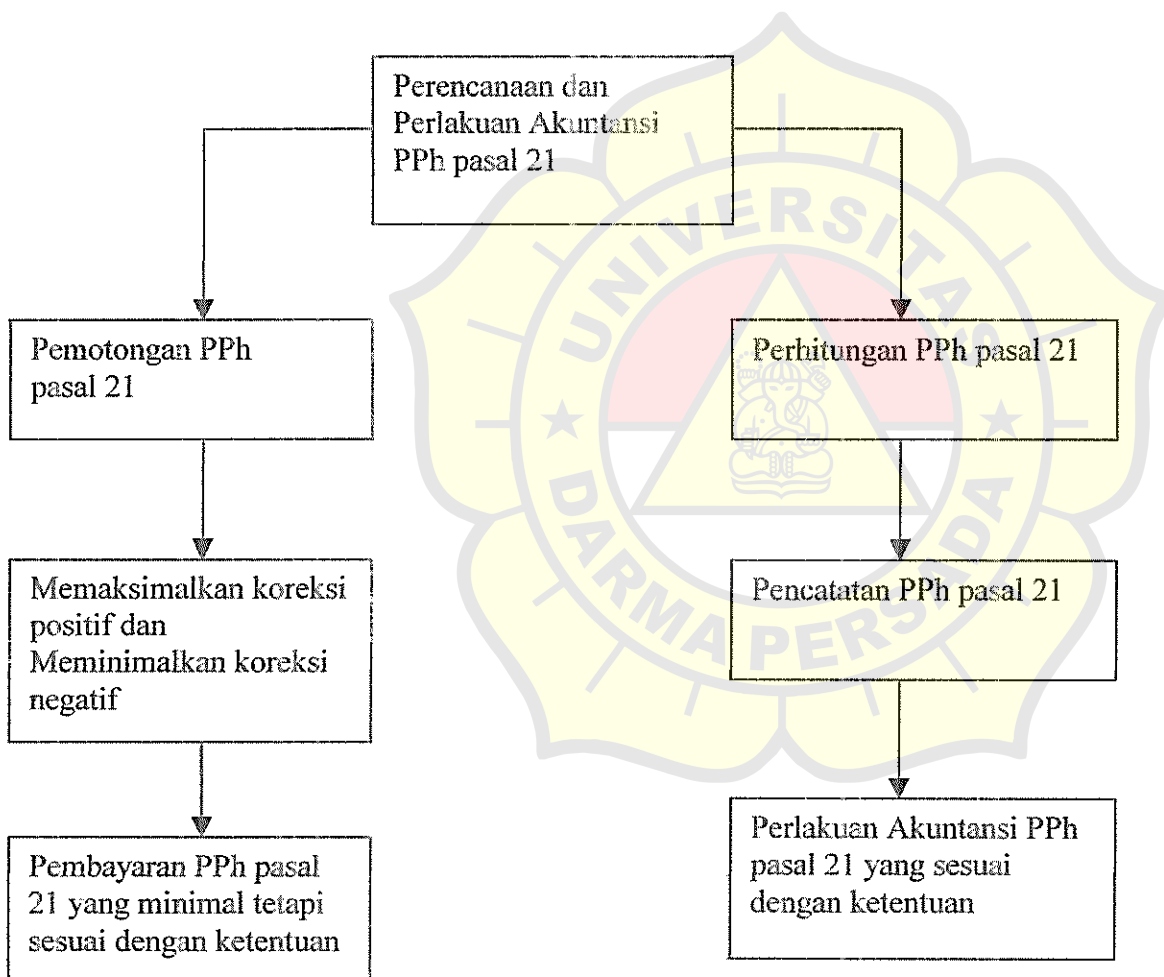 Perencanaan dan
Perlakuan Akuntansi
PPh pasal 21
Pemotongan PPh
pasal 21
Perhitungan PPh pasal 21
Memaksimalkan koreksi
positif dan
Meminimalkan koreksi
negatif
Pencatatan PPh pasal 21
Pembayaran PPh pasal
21 yang minimal tetapi
sesuai dengan ketentuan
Perlakuan Akuntansi PPh
pasal 21 yang sesuai
dengan ketentuan
UNIVERSITAS
DARMA PERSADA